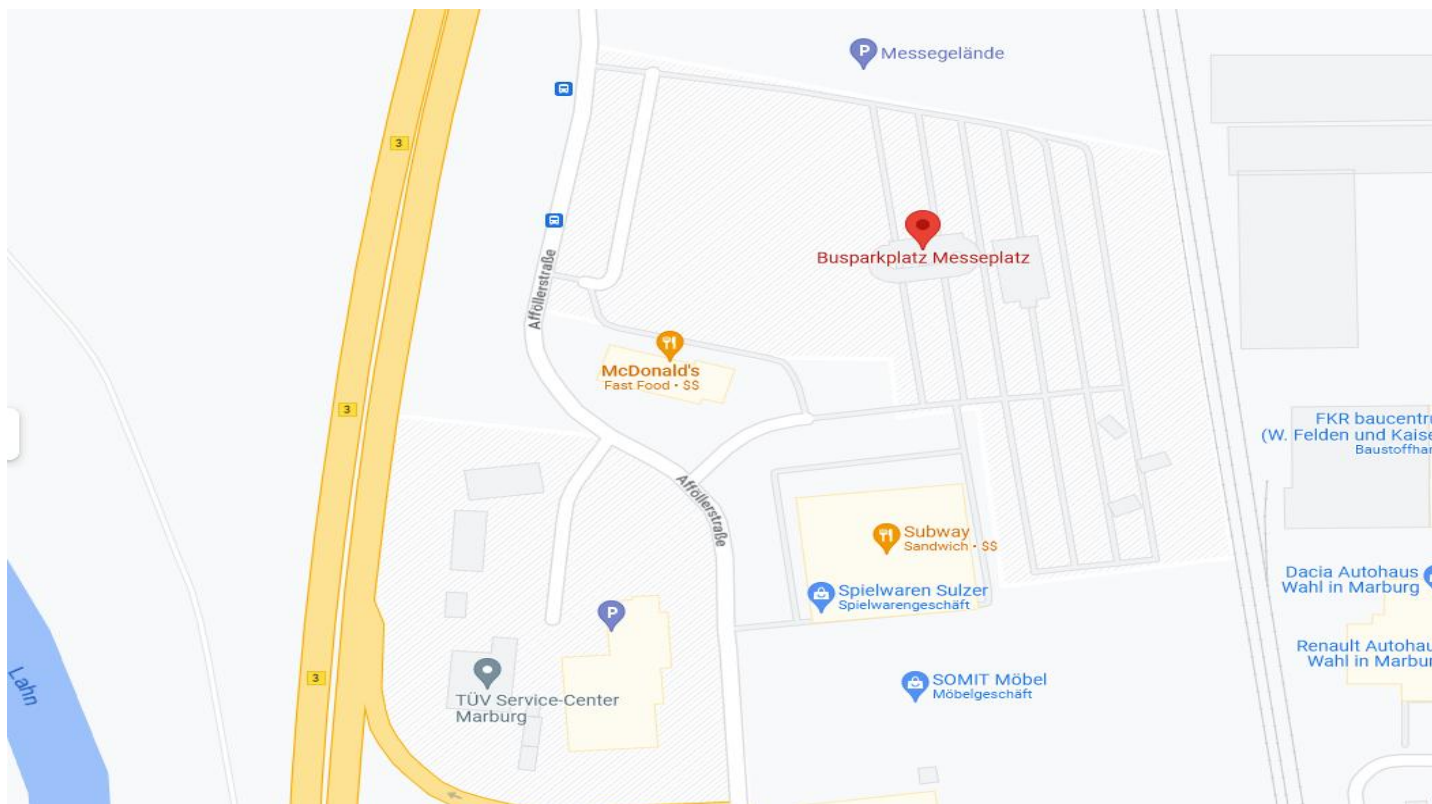 P Messegelände
3
Busparkplatz Messeplatz
Afföllerstraße
McDonald's
Fast Food • $$
3
FKR baucentru
(W. Felden und Kaise
Baustoffhan
Afföllerstraße
Subway
Sandwich • $$
Dacia Autohaus
Wahl in Marburg
Spielwaren Sulzer
Spielwarengeschäft
P
Renault Autohau
Wahl in Marbur
Lahn
3
TÜV Service-Center
Marburg
SOMIT Möbel
Möbelgeschäft